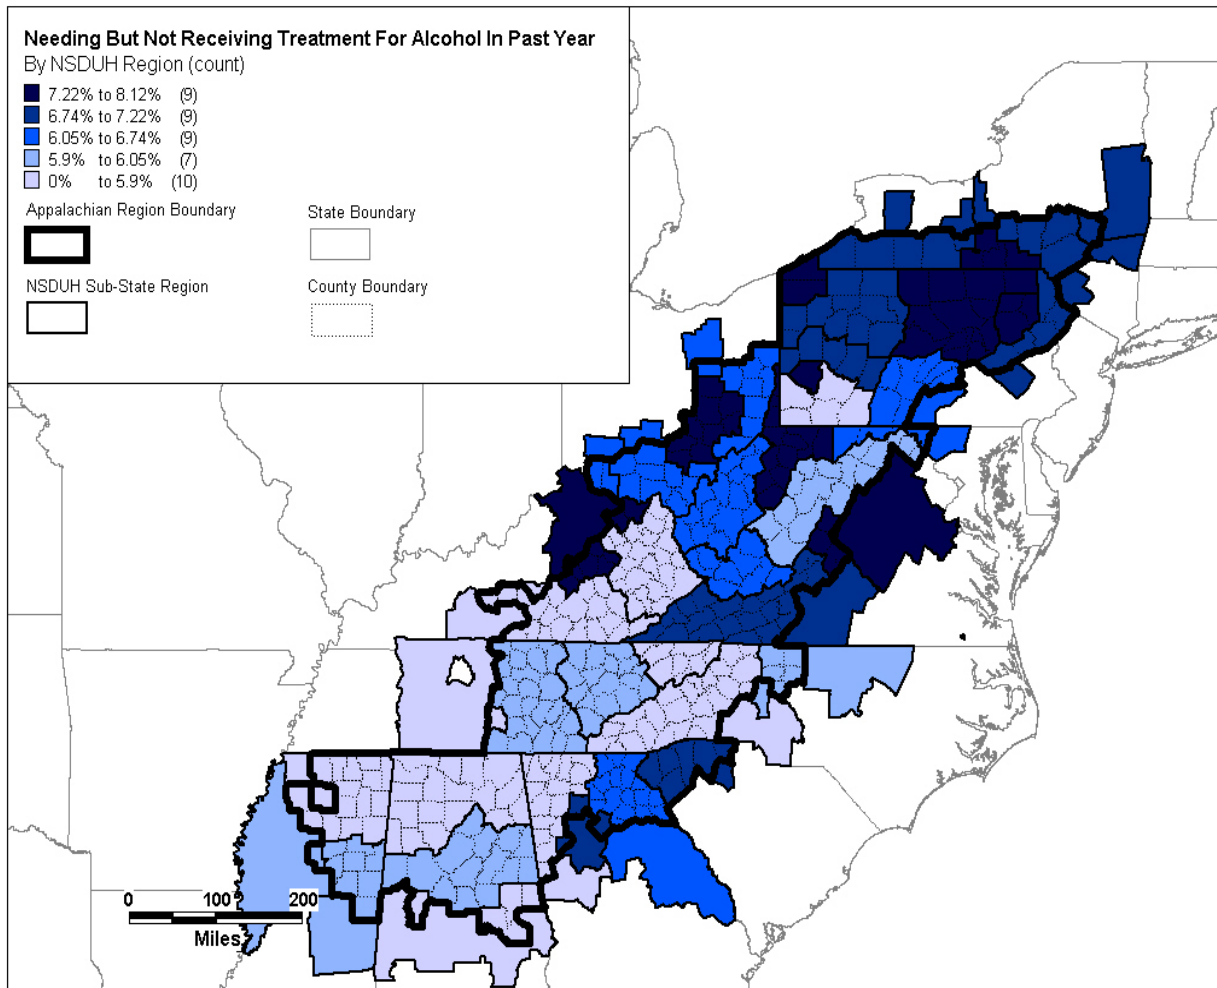 Needing But Not Receiving Treatment For Alcohol In Past Year
By NSDUH Region (count)
7.22% to 8.12% (9)
6.74% to 7.22% (9)
6.05% to 6.74% (9)
5.9% to 6.05% (7)
0% to 5.9% (10)
Appalachian Region Boundary
State Boundary
NSDUH Sub-State Region
County Boundary
0 100 200
Miles